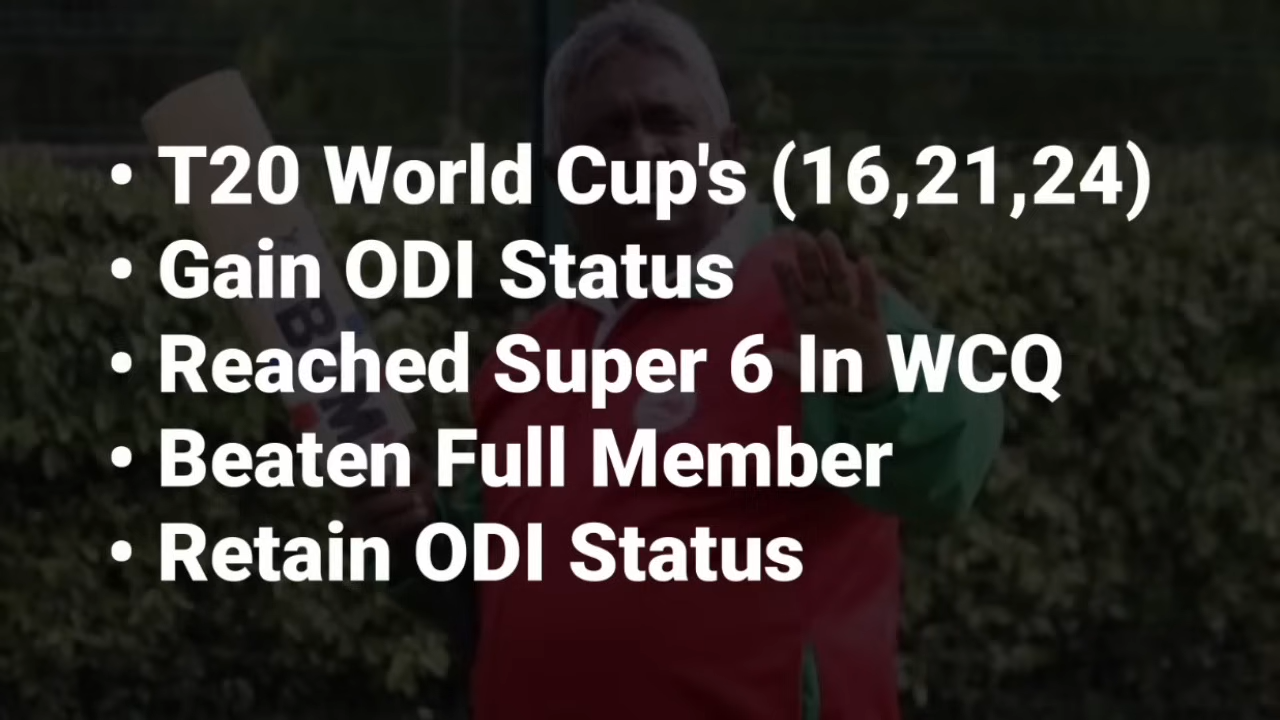 • T20 World Cup's (16,21,24)
• Gain ODI Status
• Reached Super 6 In WCQ
• Beaten Full Member
• Retain ODI Status